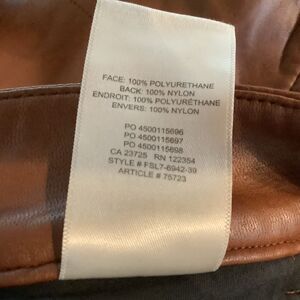 FACE: 100% POLYURETHANE
BACK: 100% NYLON
ENDROIT: 100% POLYURÉTHANE
ENVERS: 100% NYLON
PO 4500115696
PO 4500115697
PO 4500115698
CA 23725 RN 122354
STYLE # FSL7-6942-39
ARTICLE # 75723